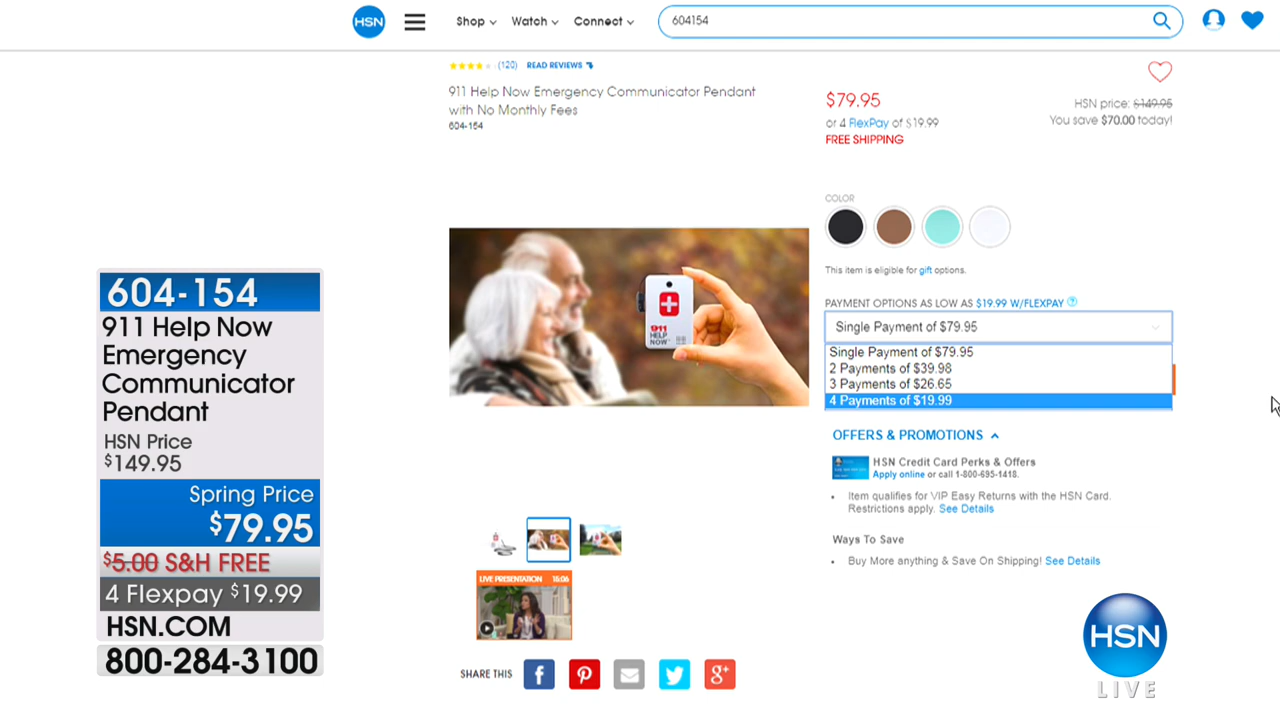 HSN
Shop
Watch
Connect
604154
(120) READ REVIEWS
911 Help Now Emergency Communicator Pendant
with No Monthly Fees
604-154
$79.95
or 4 FlexPay of $19.99
FREE SHIPPING
HSN price: $149.95
You save $70.00 today!
COLOR
This item is eligible for gift options.
PAYMENT OPTIONS AS LOW AS $19.99 W/FLEXPAY ?
Single Payment of $79.95
Single Payment of $79.95
2 Payments of $39.98
3 Payments of $26.65
4 Payments of $19.99
OFFERS & PROMOTIONS
HSN Credit Card Perks & Offers
Apply online or call 1-800-695-1418.
Item qualifies for VIP Easy Returns with the HSN Card.
Restrictions apply. See Details
Ways To Save
Buy More anything & Save On Shipping! See Details
911
HELP
NOW
LIVE PRESENTATION 15:06
SHARE THIS
604-154
911 Help Now
Emergency
Communicator
Pendant
HSN Price
$149.95
Spring Price
$79.95
$5.00 S&H FREE
4 Flexpay $19.99
HSN.COM
800-284-3100
HSN
LIVE